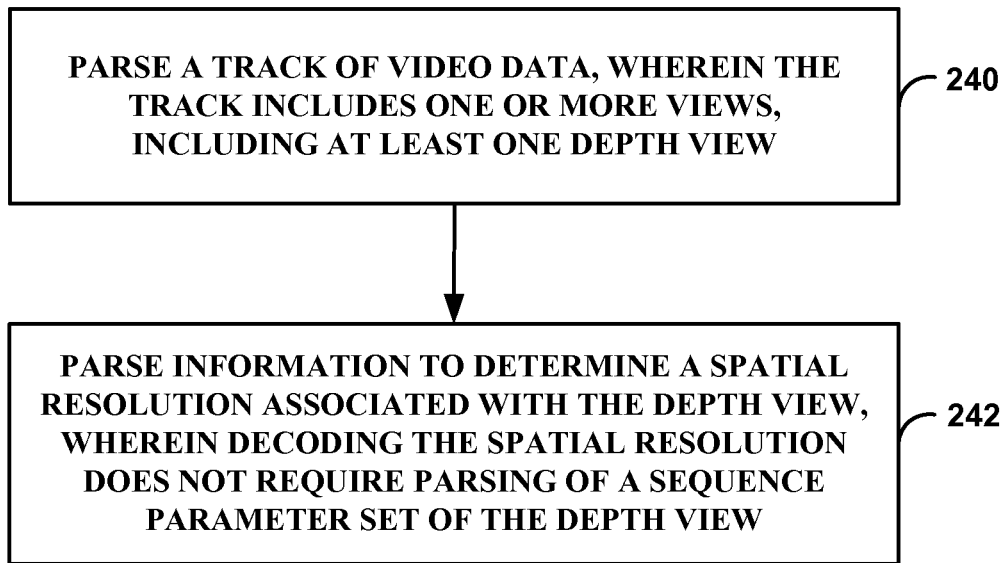 PARSE A TRACK OF VIDEO DATA, WHEREIN THE
TRACK INCLUDES ONE OR MORE VIEWS,
INCLUDING AT LEAST ONE DEPTH VIEW
240
PARSE INFORMATION TO DETERMINE A SPATIAL
RESOLUTION ASSOCIATED WITH THE DEPTH VIEW,
WHEREIN DECODING THE SPATIAL RESOLUTION
DOES NOT REQUIRE PARSING OF A SEQUENCE
PARAMETER SET OF THE DEPTH VIEW
242